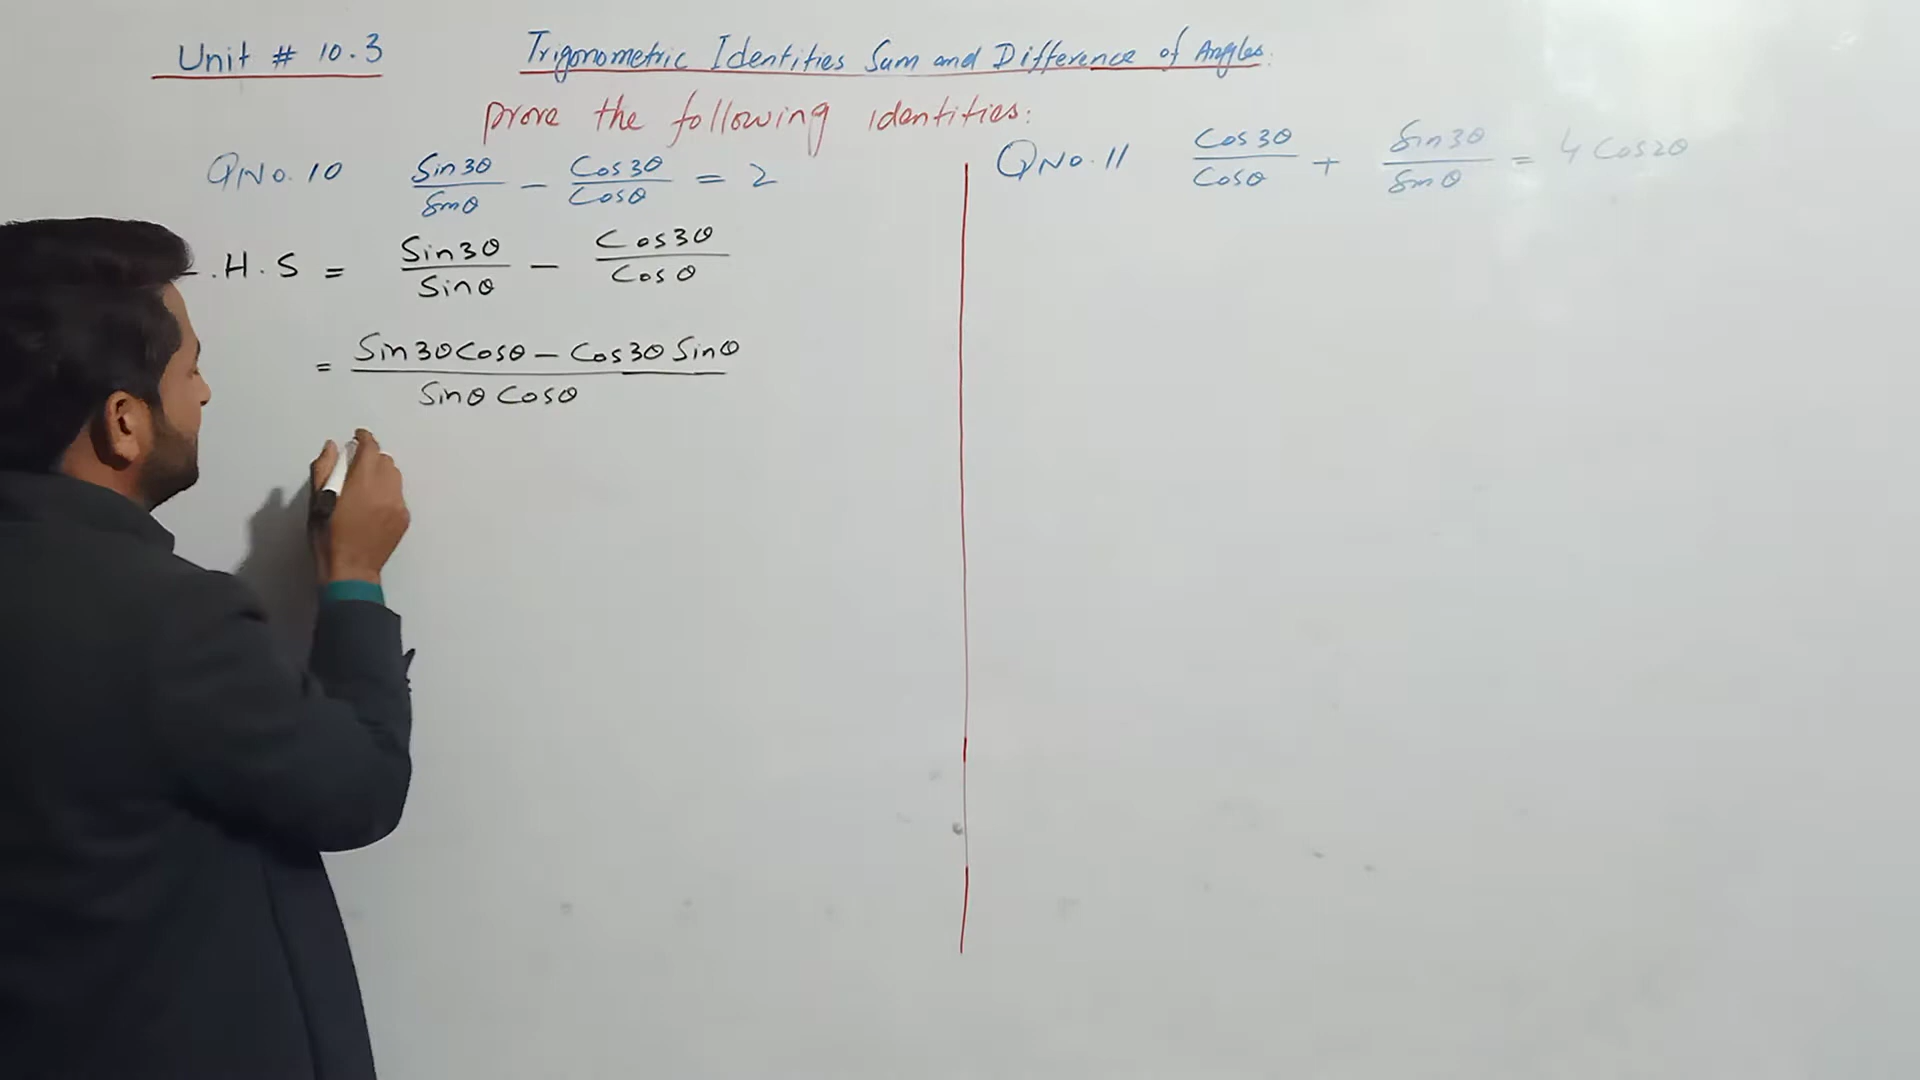 Unit # 10.3 Trigonometric Identities Sum and Difference of Angles.
prove the following identities:
QNo. 10 Sin3θ/Sinθ − Cos3θ/Cosθ = 2
.H.S = Sin3θ/Sinθ − Cos3θ/Cosθ
= Sin3θCosθ − Cos3θ Sinθ / Sinθ Cosθ
QNo. 11 Cos3θ/Cosθ + Sin3θ/Sinθ = 4 Cos2θ